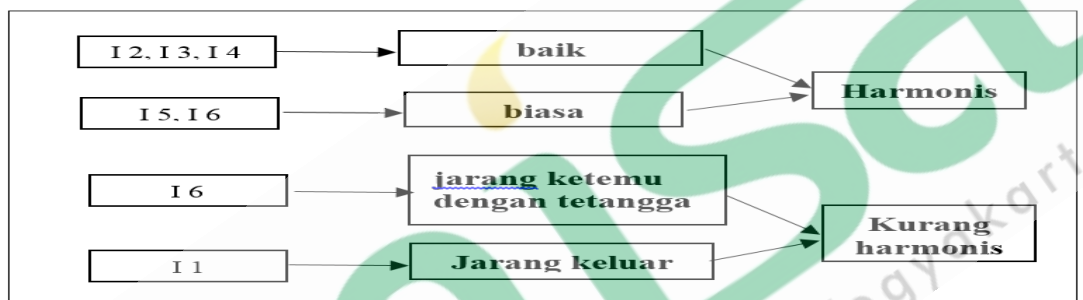 I 2, I 3, I 4
baik
Harmonis
I 5, I 6
biasa
I 6
jarang ketemu
dengan tetangga
Kurang
harmonis
I 1
Jarang keluar